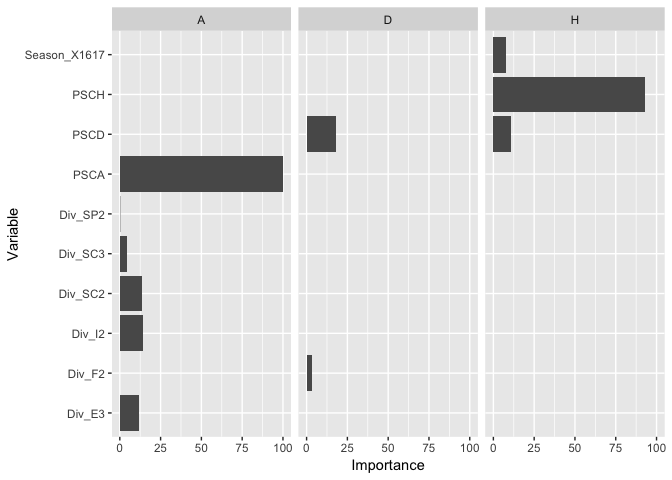 A D H
Season_X1617
PSCH
PSCD
PSCA
Div_SP2
Div_SC3
Div_SC2
Div_I2
Div_F2
Div_E3
Variable
0 25 50 75 100 0 25 50 75 100 0 25 50 75 100
Importance